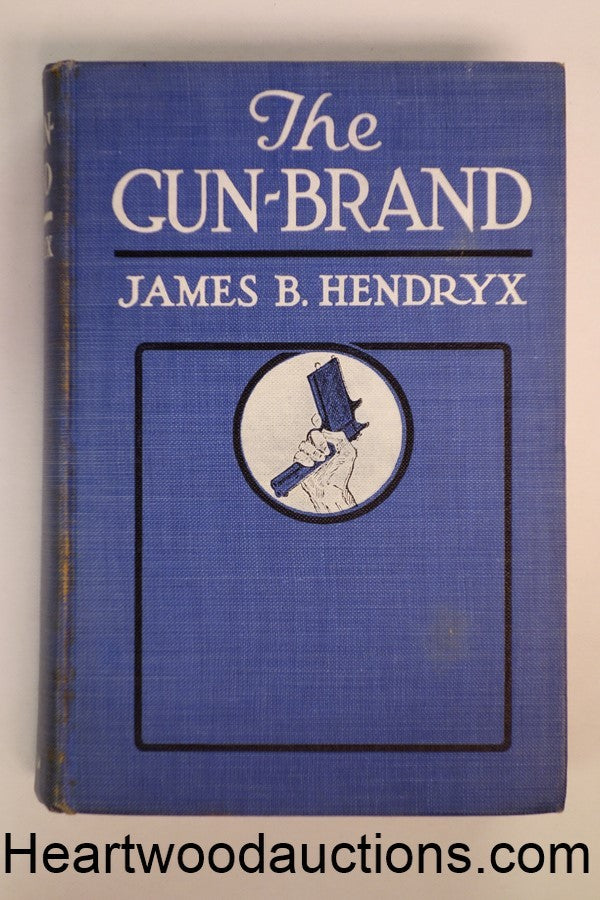 The
GUN-BRAND
JAMES B. HENDRYX
Heartwoodauctions.com